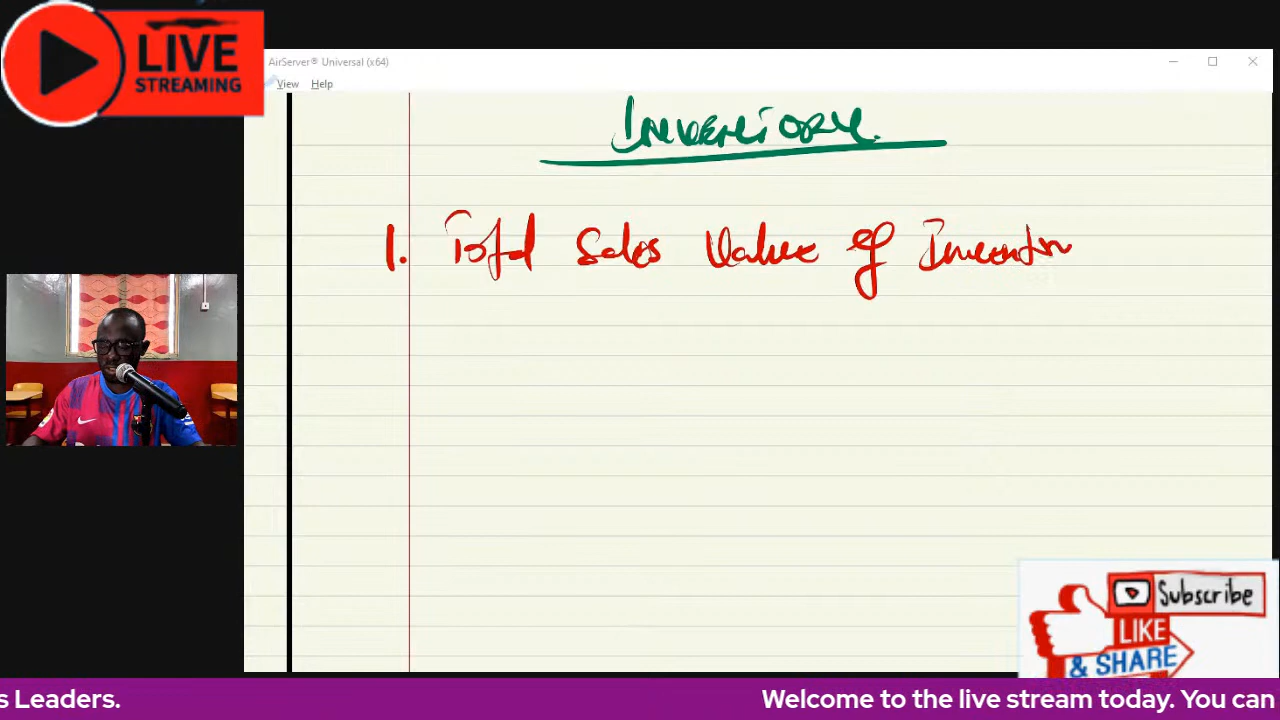 LIVE
STREAMING
AirServer® Universal (x64)
View Help
Inventory.
1. Total Sales Value of Inventor
Subscribe
LIKE
& SHARE
s Leaders. Welcome to the live stream today. You can